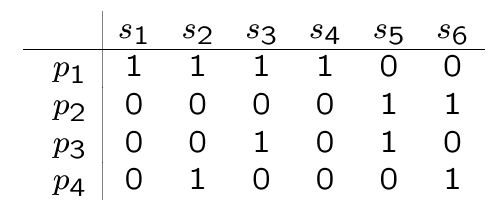 s₁ s₂ s₃ s₄ s₅ s₆
p₁ 1 1 1 1 0 0
p₂ 0 0 0 0 1 1
p₃ 0 0 1 0 1 0
p₄ 0 1 0 0 0 1